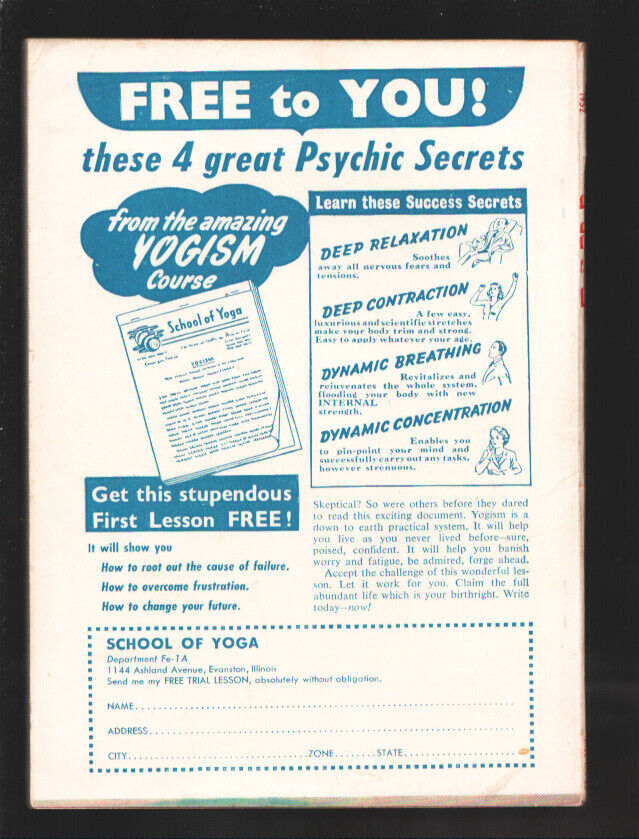 FREE to YOU!
these 4 great Psychic Secrets
from the amazing
YOGISM
Course
School of Yoga
YOGISM
Get this stupendous
First Lesson FREE!
It will show you
How to root out the cause of failure.
How to overcome frustration.
How to change your future.
Learn these Success Secrets
DEEP RELAXATION
Soothes
away all nervous fears and
tensions.
DEEP CONTRACTION
A few easy,
luxurious and scientific stretches
make your body trim and strong.
Easy to apply whatever your age.
DYNAMIC BREATHING
Revitalizes and
rejuvenates the whole system,
flooding your body with new
INTERNAL
strength.
DYNAMIC CONCENTRATION
Enables you
to pin-point your mind and
successfully carry out any tasks,
however strenuous.
Skeptical? So were others before they dared
to read this exciting document. Yogism is a
down to earth practical system. It will help
you live as you never lived before—sure,
poised, confident. It will help you banish
worry and fatigue, be admired, forge ahead.
Accept the challenge of this wonderful les-
son. Let it work for you. Claim the full
abundant life which is your birthright. Write
today—now!
SCHOOL OF YOGA
Department Fe-1A
1144 Ashland Avenue, Evanston, Illinois
Send me my FREE TRIAL LESSON, absolutely without obligation.
NAME
ADDRESS
CITY ZONE STATE